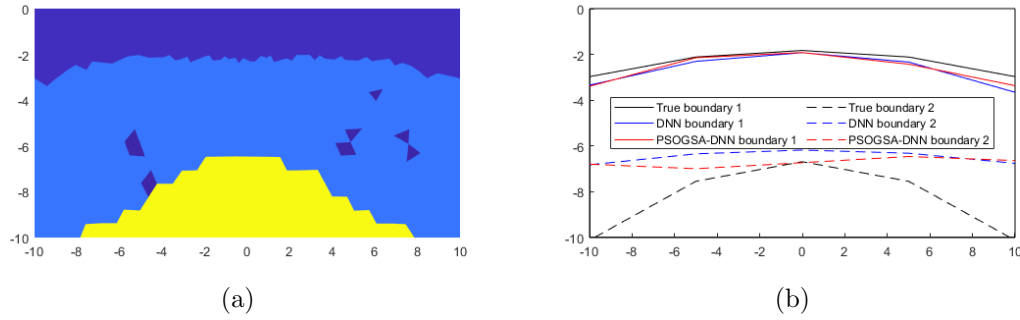 0
-2
-4
-6
-8
-10
-10 -8 -6 -4 -2 0 2 4 6 8 10
(a)
0
-2
-4
-6
-8
-10
-10 -8 -6 -4 -2 0 2 4 6 8 10
True boundary 1 True boundary 2
DNN boundary 1 DNN boundary 2
PSOGSA-DNN boundary 1 PSOGSA-DNN boundary 2
(b)